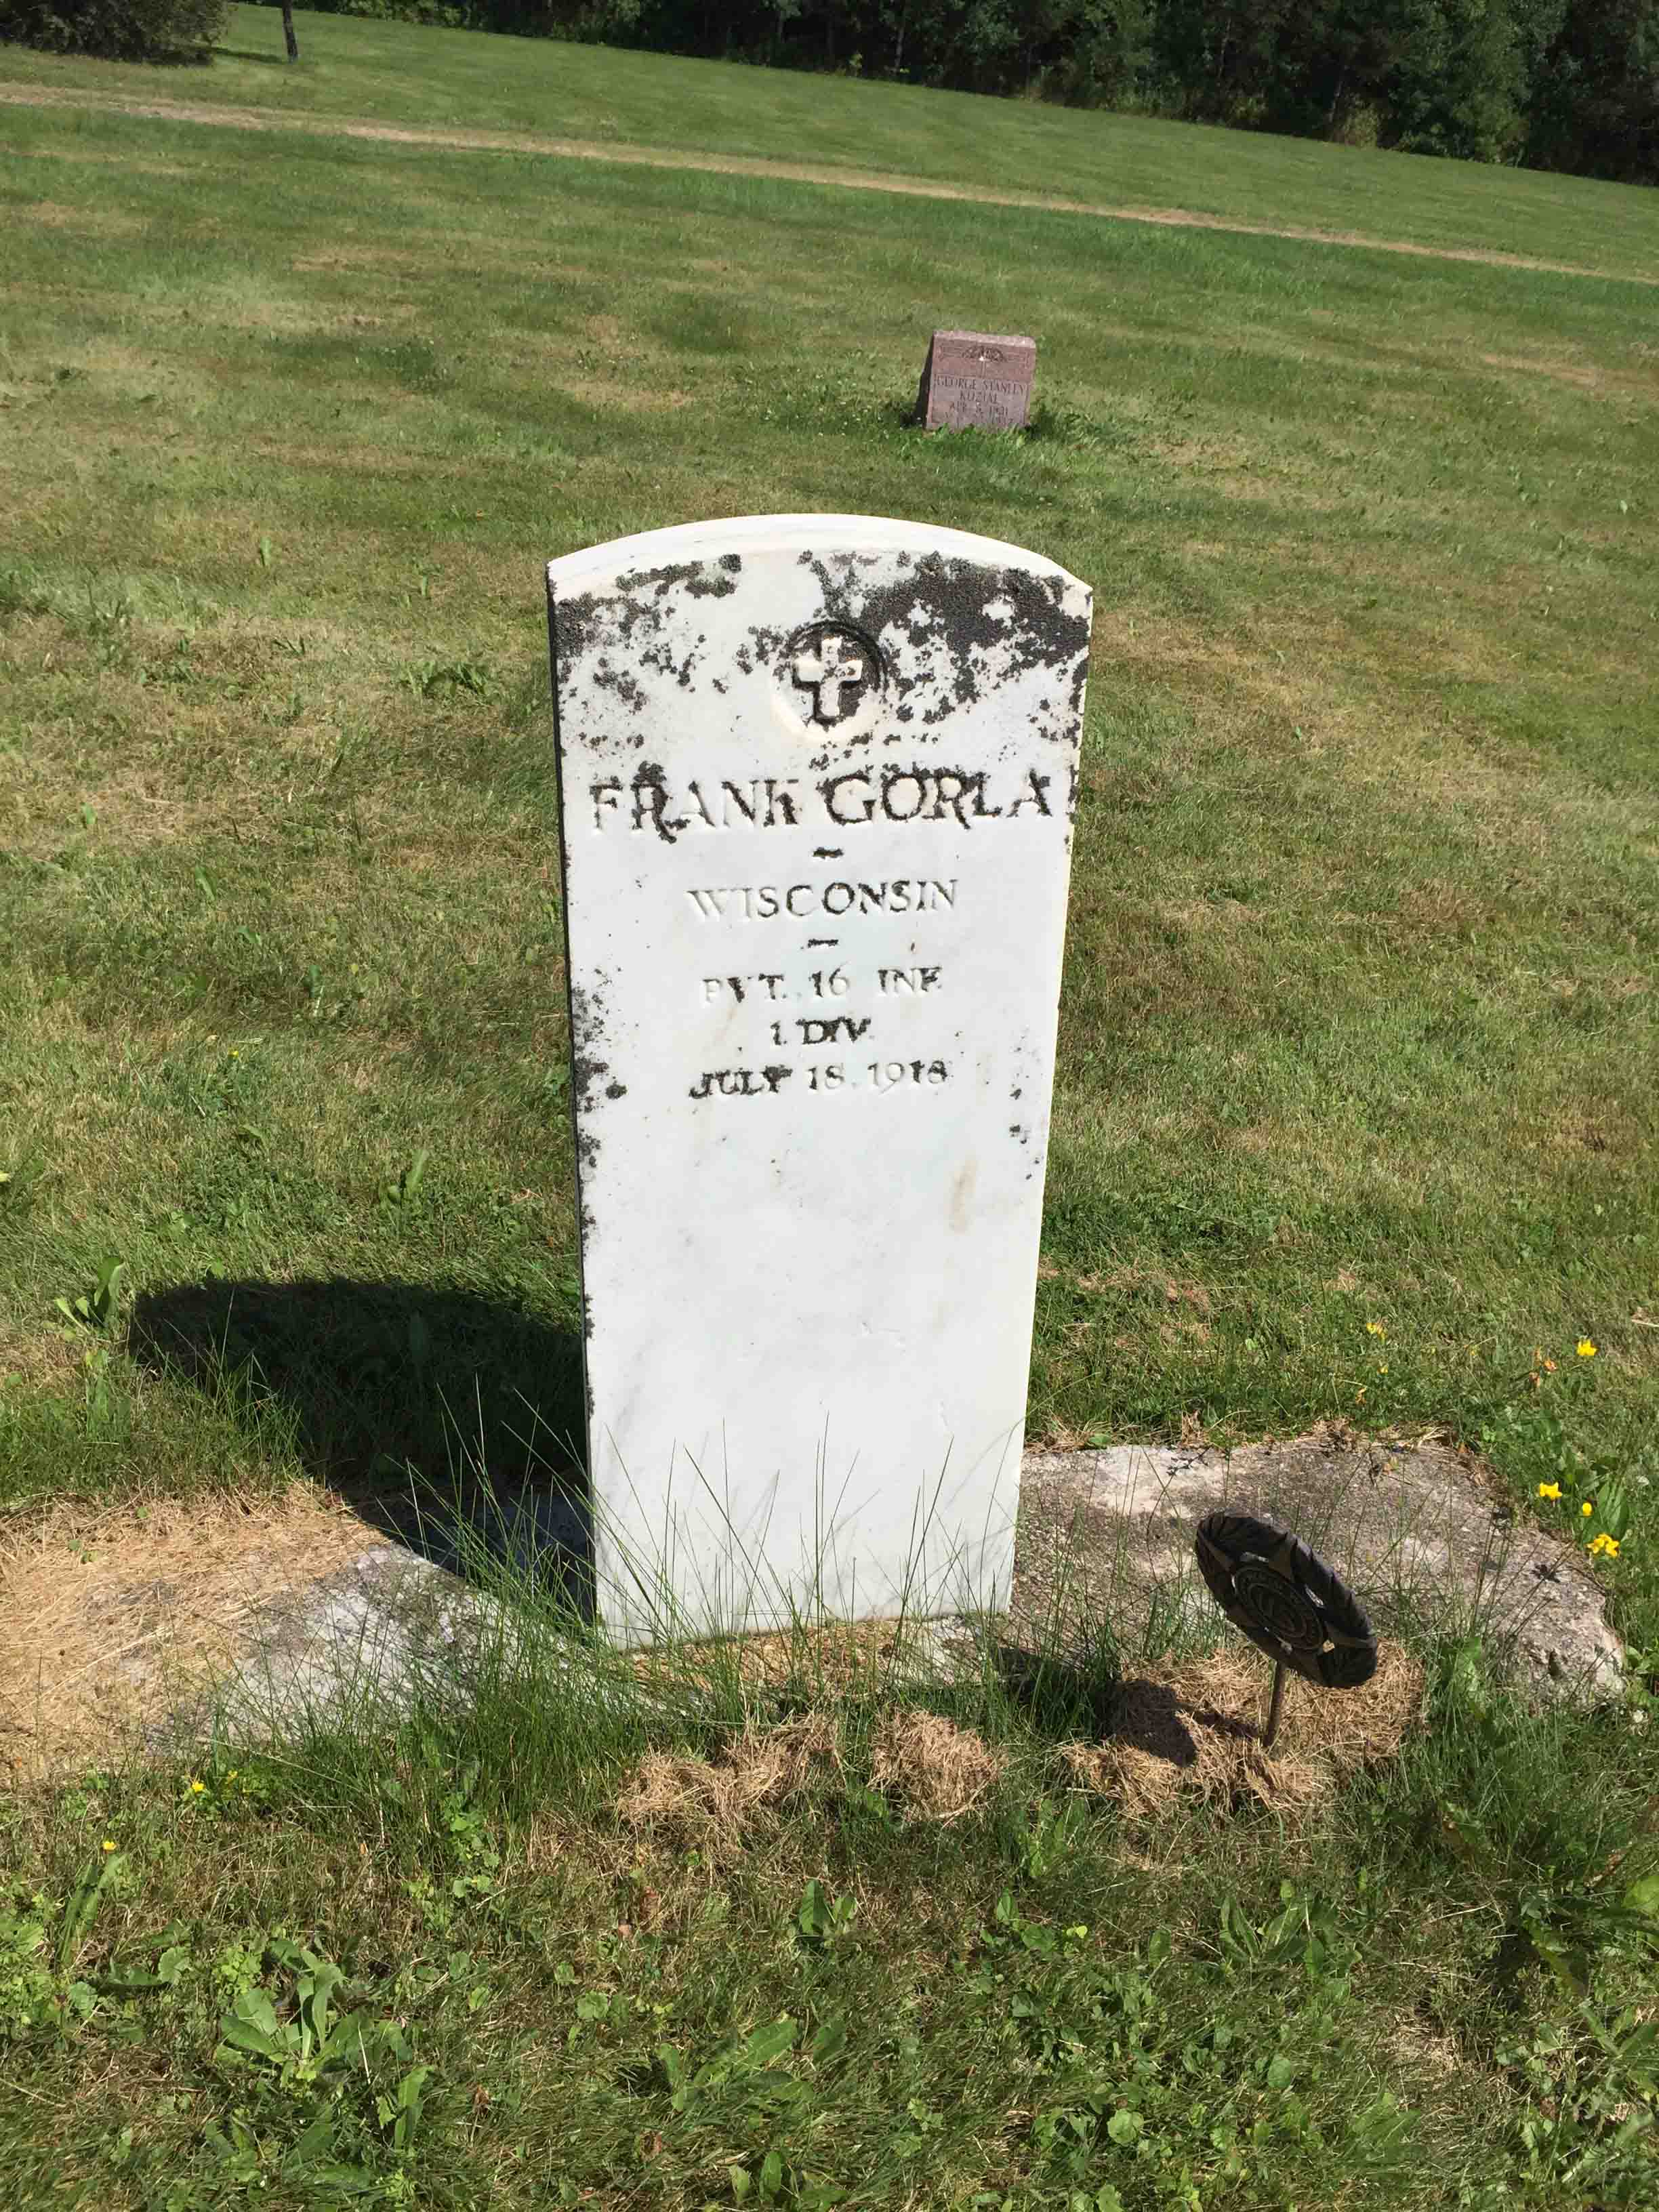 GEORGE STANLEY
KOZIAL
FRANK GORLA
WISCONSIN
PVT. 16 INF.
1. DIV.
JULY 18, 1918